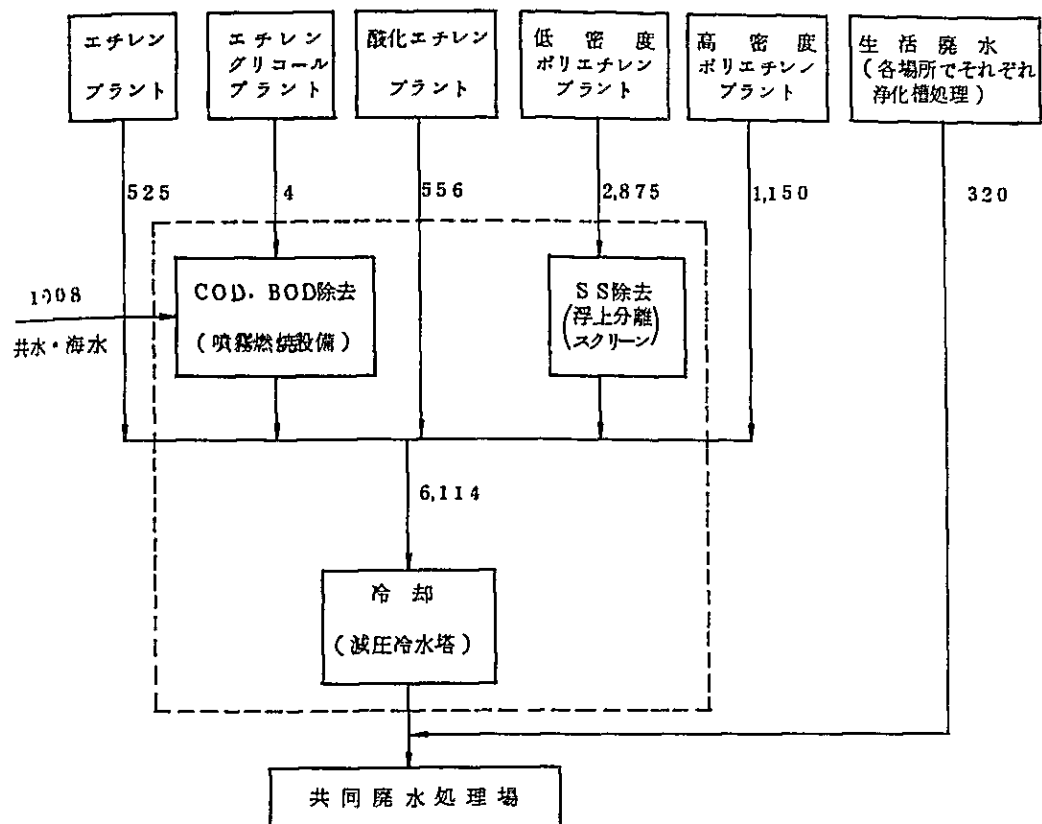 エチレン
プラント
エチレン
グリコール
プラント
酸化エチレン
プラント
低密度
ポリエチレン
プラント
高密度
ポリエチレン
プラント
生活廃水
(各場所でそれぞれ
浄化槽処理)
525
4
556
2,875
1,150
320
1008
共水・海水
COD．BOD除去
(噴霧燃焼設備)
SS除去
(浮上分離
スクリーン)
6,114
冷却
(減圧冷水塔)
共同廃水処理場